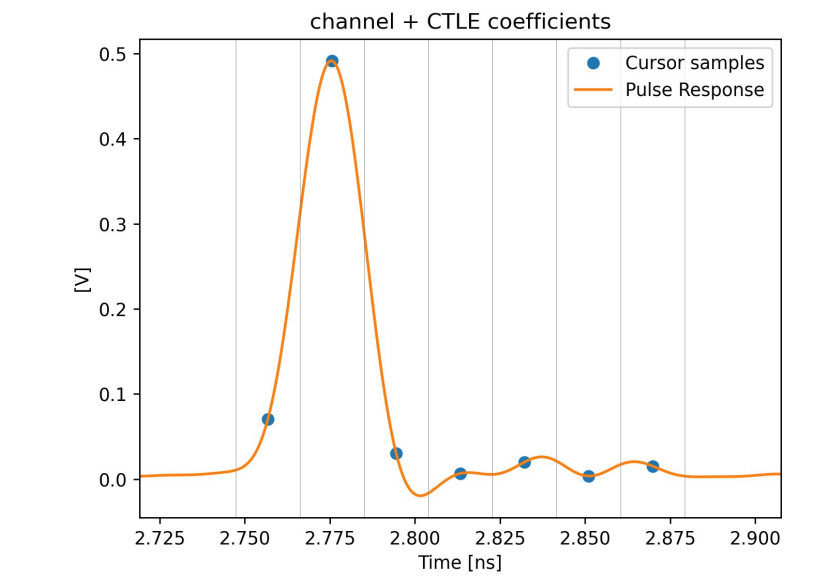 channel + CTLE coefficients
Cursor samples
Pulse Response
0.5
0.4
0.3
0.2
0.1
0.0
[V]
2.725 2.750 2.775 2.800 2.825 2.850 2.875 2.900
Time [ns]